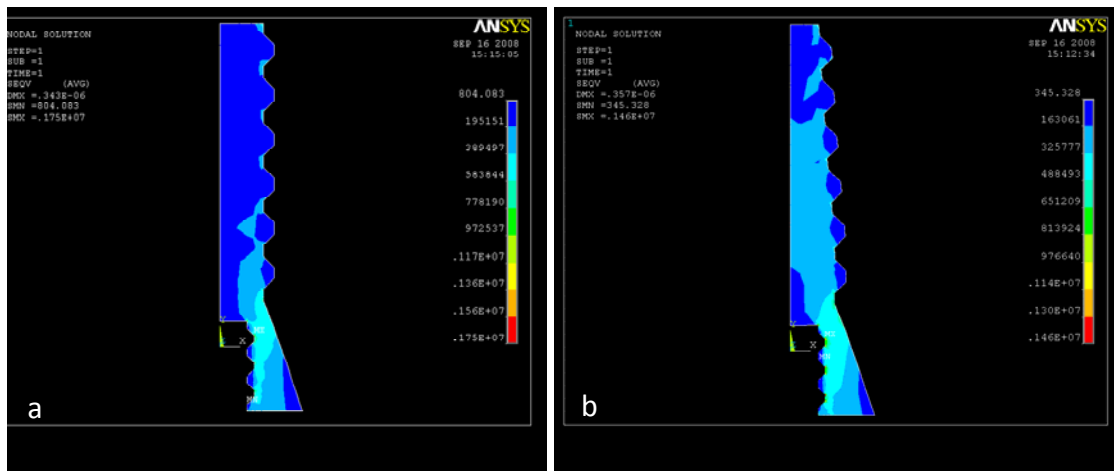 ANSYS
NODAL SOLUTION
SEP 16 2008
15:15:05
STEP=1
SUB =1
TIME=1
SEQV (AVG)
DMX =.343E-06
SMN =804.083
SMX =.175E+07
804.083
195151
389497
583844
778190
972537
.117E+07
.136E+07
.156E+07
.175E+07
Y
X
MX
MN
a
1
ANSYS
NODAL SOLUTION
SEP 16 2008
15:12:34
STEP=1
SUB =1
TIME=1
SEQV (AVG)
DMX =.357E-06
SMN =345.328
SMX =.146E+07
345.328
163061
325777
488493
651209
813924
976640
.114E+07
.130E+07
.146E+07
Y
X
MX
MN
b